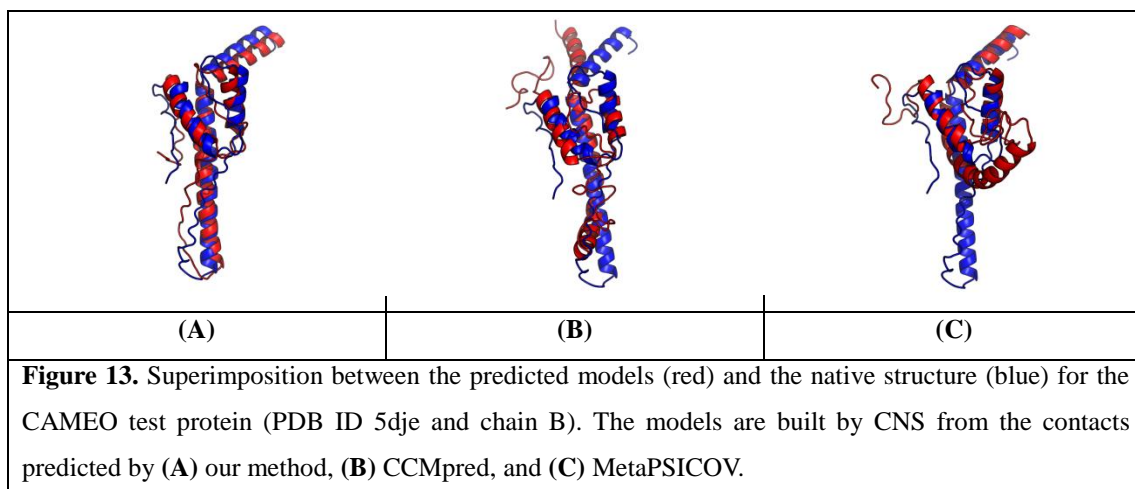 (A) (B) (C)
Figure 13. Superimposition between the predicted models (red) and the native structure (blue) for the
CAMEO test protein (PDB ID 5dje and chain B). The models are built by CNS from the contacts
predicted by (A) our method, (B) CCMpred, and (C) MetaPSICOV.